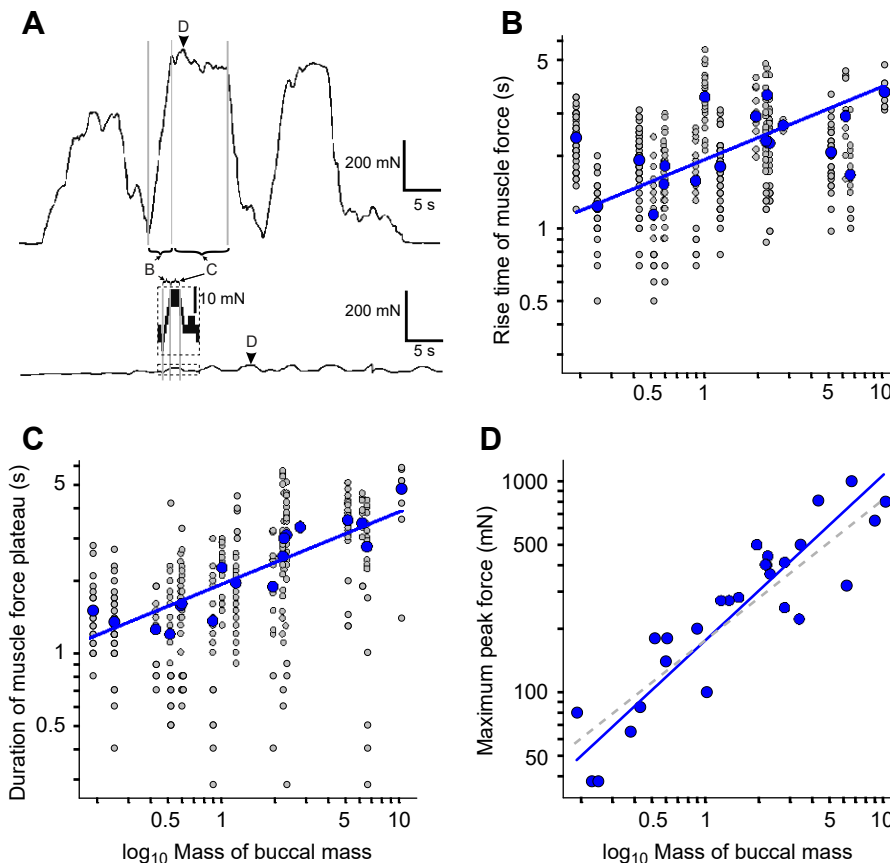 A
D
200 mN
5 s
B
C
10 mN
200 mN
5 s
D
B
Rise time of muscle force (s)
5
2
1
0.5
0.5
1
5
10
C
Duration of muscle force plateau (s)
5
2
1
0.5
0.5
1
5
10
log10 Mass of buccal mass
D
Maximum peak force (mN)
1000
500
100
50
0.5
1
5
10
log10 Mass of buccal mass